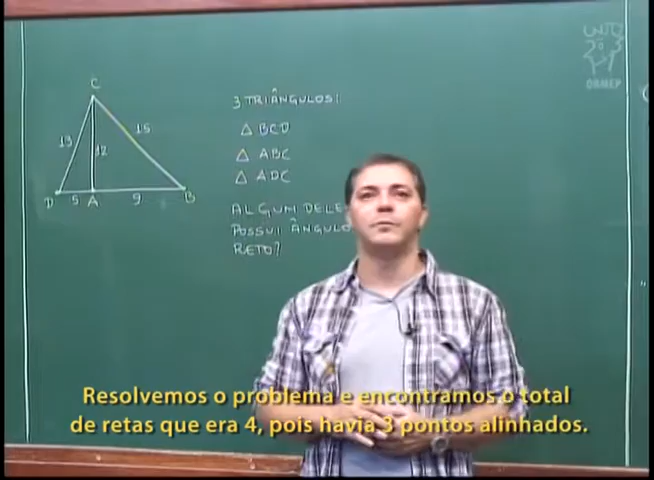 C
13
15
12
D
5
A
9
B
3 TRIÂNGULOS!
△ BCD
△ ABC
△ ADC
ALGUM DELE
POSSUI ÂNGULO
RETO?
OBMEP
Resolvemos o problema e encontramos o total
de retas que era 4, pois havia 3 pontos alinhados.